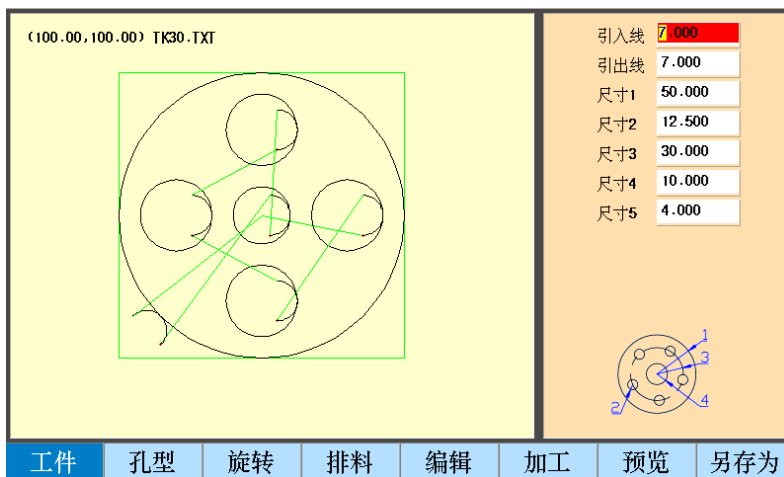 (100.00,100.00) TK30.TXT
引入线 7.000
引出线 7.000
尺寸1 50.000
尺寸2 12.500
尺寸3 30.000
尺寸4 10.000
尺寸5 4.000
1
3
2
4
工件 孔型 旋转 排料 编辑 加工 预览 另存为